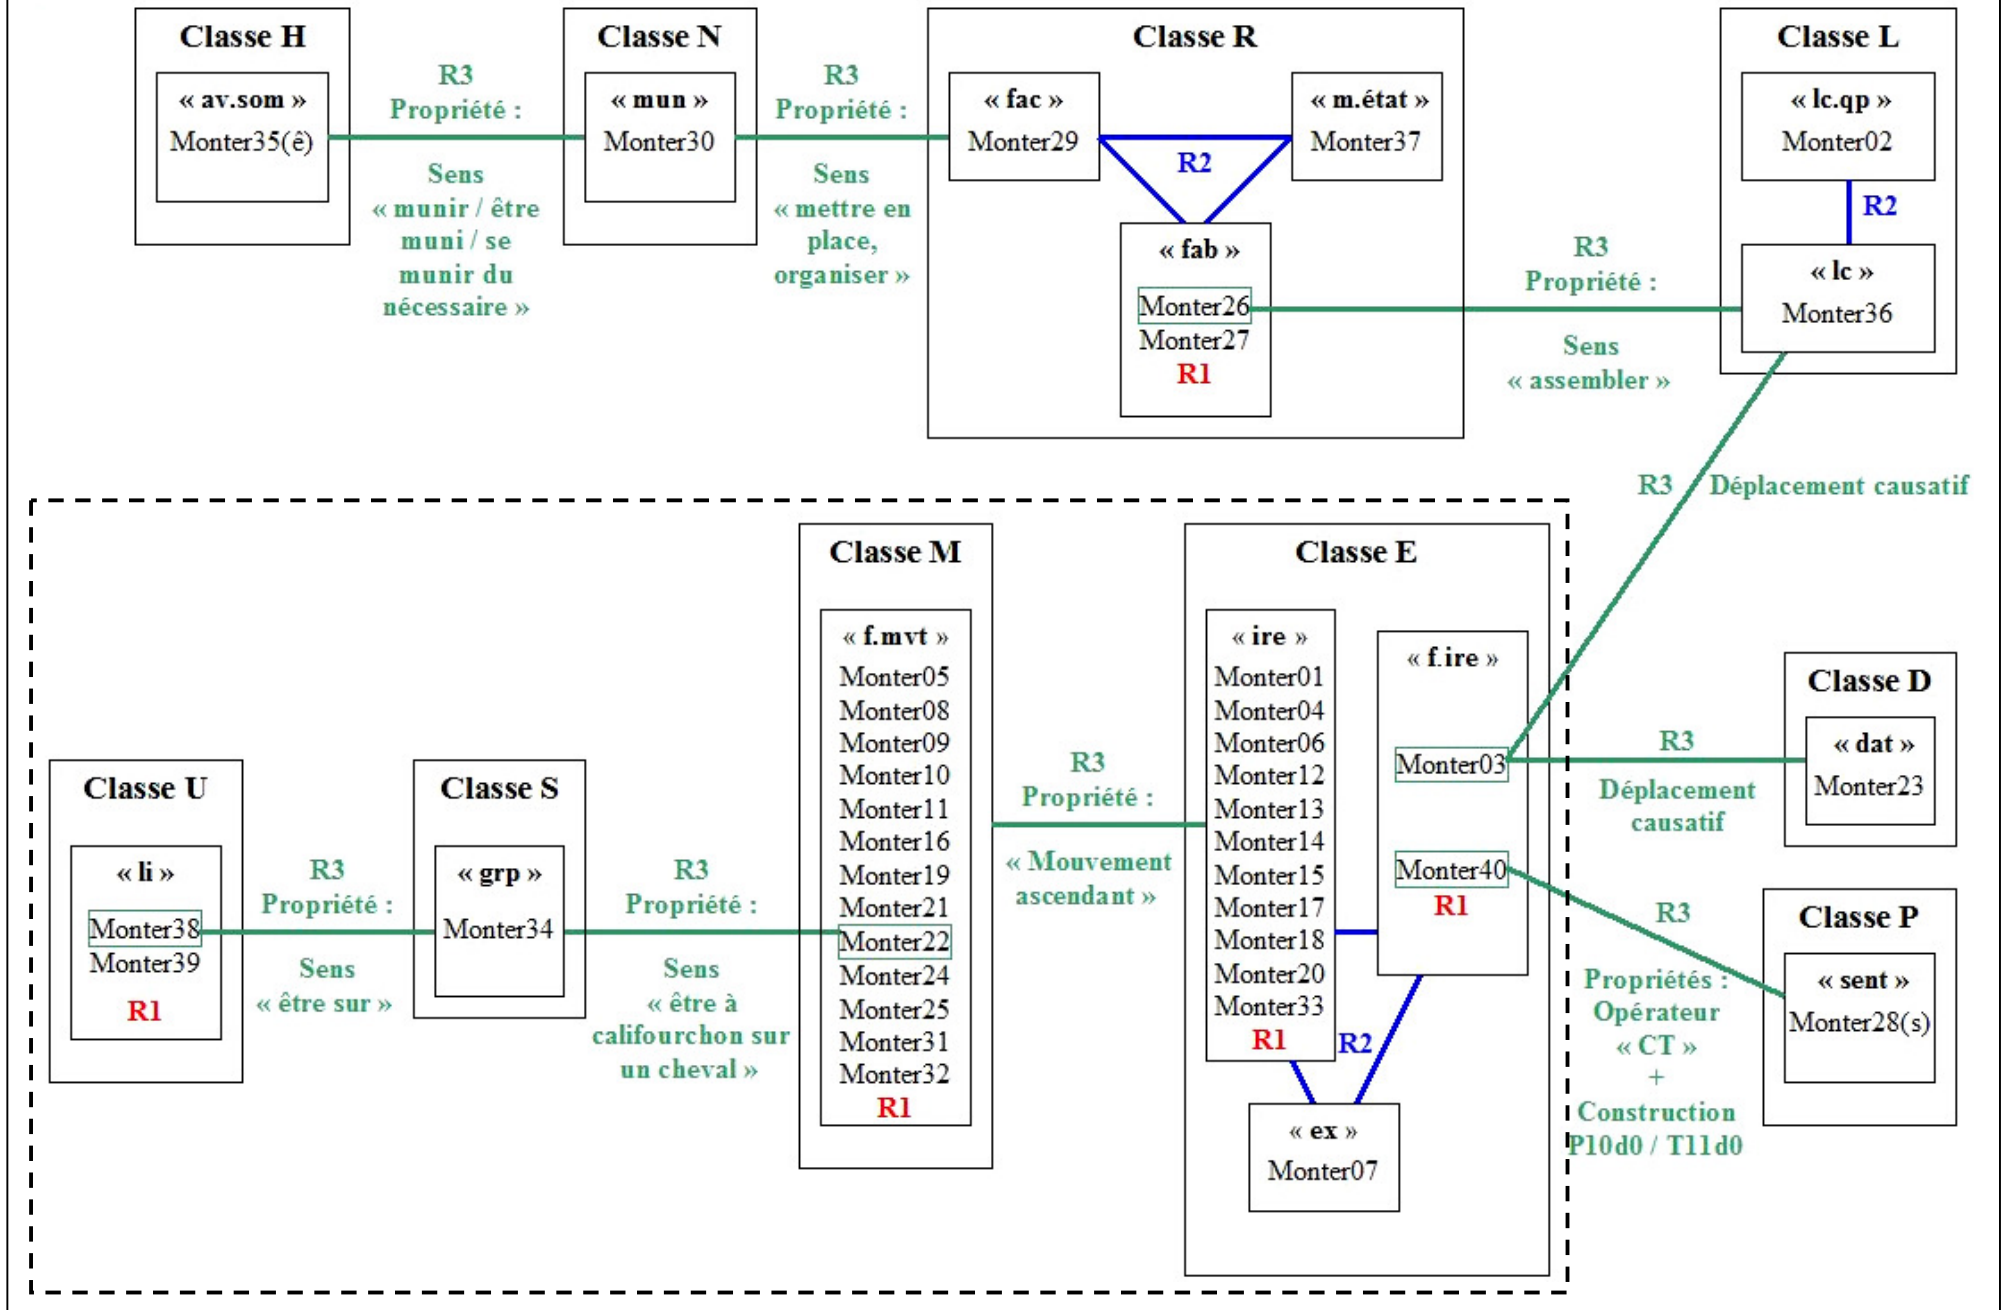 Classe H
« av.som »
Monter35(ê)
R3
Propriété :
Sens
« munir / être
muni / se
munir du
nécessaire »
Classe N
« mun »
Monter30
R3
Propriété :
Sens
« mettre en
place,
organiser »
Classe R
« fac »
Monter29
R2
« m.état »
Monter37
« fab »
Monter26
Monter27
R1
R3
Propriété :
Sens
« assembler »
Classe L
« lc.qp »
Monter02
R2
« lc »
Monter36
R3
Déplacement causatif
Classe U
« li »
Monter38
Monter39
R1
R3
Propriété :
Sens
« être sur »
Classe S
« grp »
Monter34
R3
Propriété :
Sens
« être à
califourchon sur
un cheval »
Classe M
« f.mvt »
Monter05
Monter08
Monter09
Monter10
Monter11
Monter16
Monter19
Monter21
Monter22
Monter24
Monter25
Monter31
Monter32
R1
R3
Propriété :
« Mouvement
ascendant »
Classe E
« ire »
Monter01
Monter04
Monter06
Monter12
Monter13
Monter14
Monter15
Monter17
Monter18
Monter20
Monter33
R1
« f.ire »
Monter03
Monter40
R1
R2
« ex »
Monter07
R3
Déplacement
causatif
Classe D
« dat »
Monter23
R3
Propriétés :
Opérateur
« CT »
+
Construction
P10d0 / T11d0
Classe P
« sent »
Monter28(s)